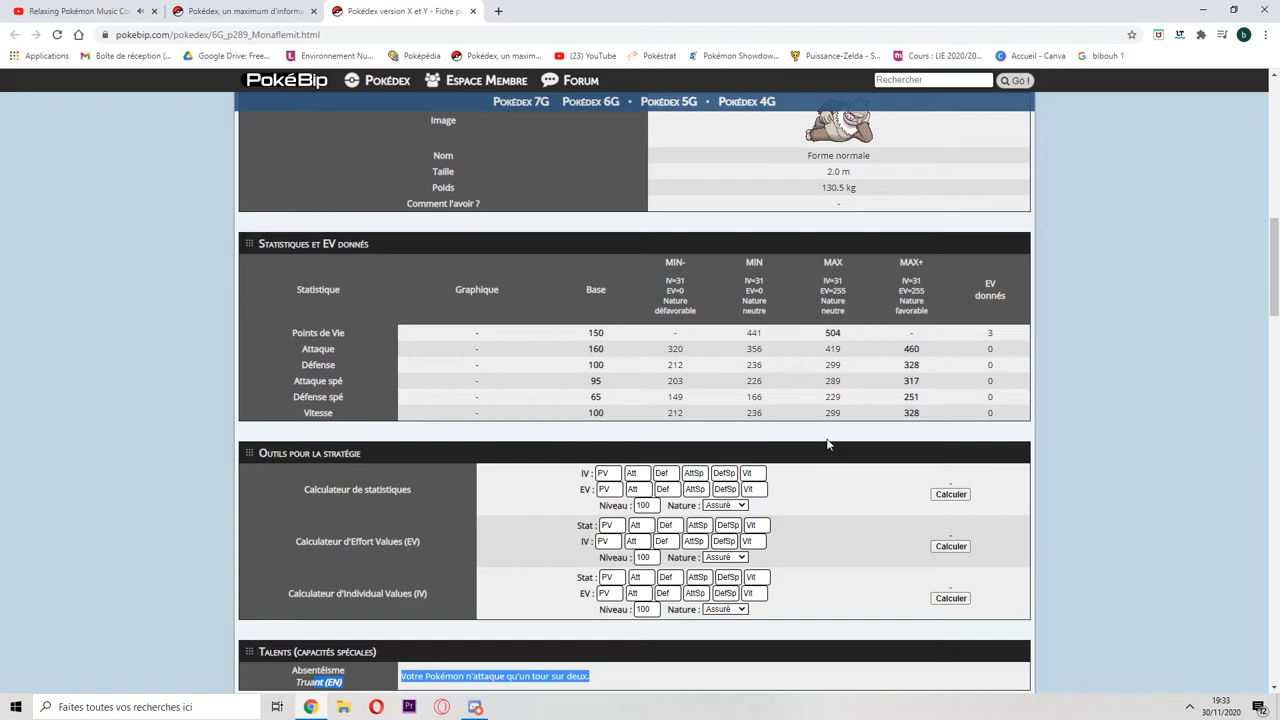 Relaxing Pokémon Music Co
Pokédex, un maximum d'informa
Pokédex version X et Y - Fiche po
pokebip.com/pokedex/6G_p289_Monaflemit.html
Applications
Boîte de réception (...
Google Drive: Free...
Environnement Nu...
Poképédia
Pokédex, un maxim...
(23) YouTube
Pokéstrat
Pokémon Showdow...
Puissance-Zelda (S...
Cours : LIE 2020/20...
Accueil - Canva
bibouh 1
PokéBip
Pokédex
Espace Membre
Forum
Rechercher
Go !
Pokédex 7G Pokédex 6G • Pokédex 5G • Pokédex 4G
Image
Nom Forme normale
Taille 2.0 m
Poids 130.5 kg
Comment l'avoir ? -
Statistiques et EV donnés
Statistique
Graphique
Base
MIN-
IV=31
EV=0
Nature
défavorable
MIN
IV=31
EV=0
Nature
neutre
MAX
IV=31
EV=255
Nature
neutre
MAX+
IV=31
EV=255
Nature
favorable
EV
donnés
Points de Vie - 150 - 441 504 - 3
Attaque - 160 320 356 419 460 0
Défense - 100 212 236 299 328 0
Attaque spé - 95 203 226 289 317 0
Défense spé - 65 149 166 229 251 0
Vitesse - 100 212 236 299 328 0
Outils pour la stratégie
Calculateur de statistiques
IV : PV Att Def AttSp DefSp Vit
EV : PV Att Def AttSp DefSp Vit
Niveau : 100 Nature : Assuré
-
Calculer
Calculateur d'Effort Values (EV)
Stat : PV Att Def AttSp DefSp Vit
IV : PV Att Def AttSp DefSp Vit
Niveau : 100 Nature : Assuré
-
Calculer
Calculateur d'Individual Values (IV)
Stat : PV Att Def AttSp DefSp Vit
EV : PV Att Def AttSp DefSp Vit
Niveau : 100 Nature : Assuré
-
Calculer
Talents (capacités spéciales)
Absentéisme
Truant (EN)
Votre Pokémon n'attaque qu'un tour sur deux.
Faites toutes vos recherches ici
19:33
30/11/2020